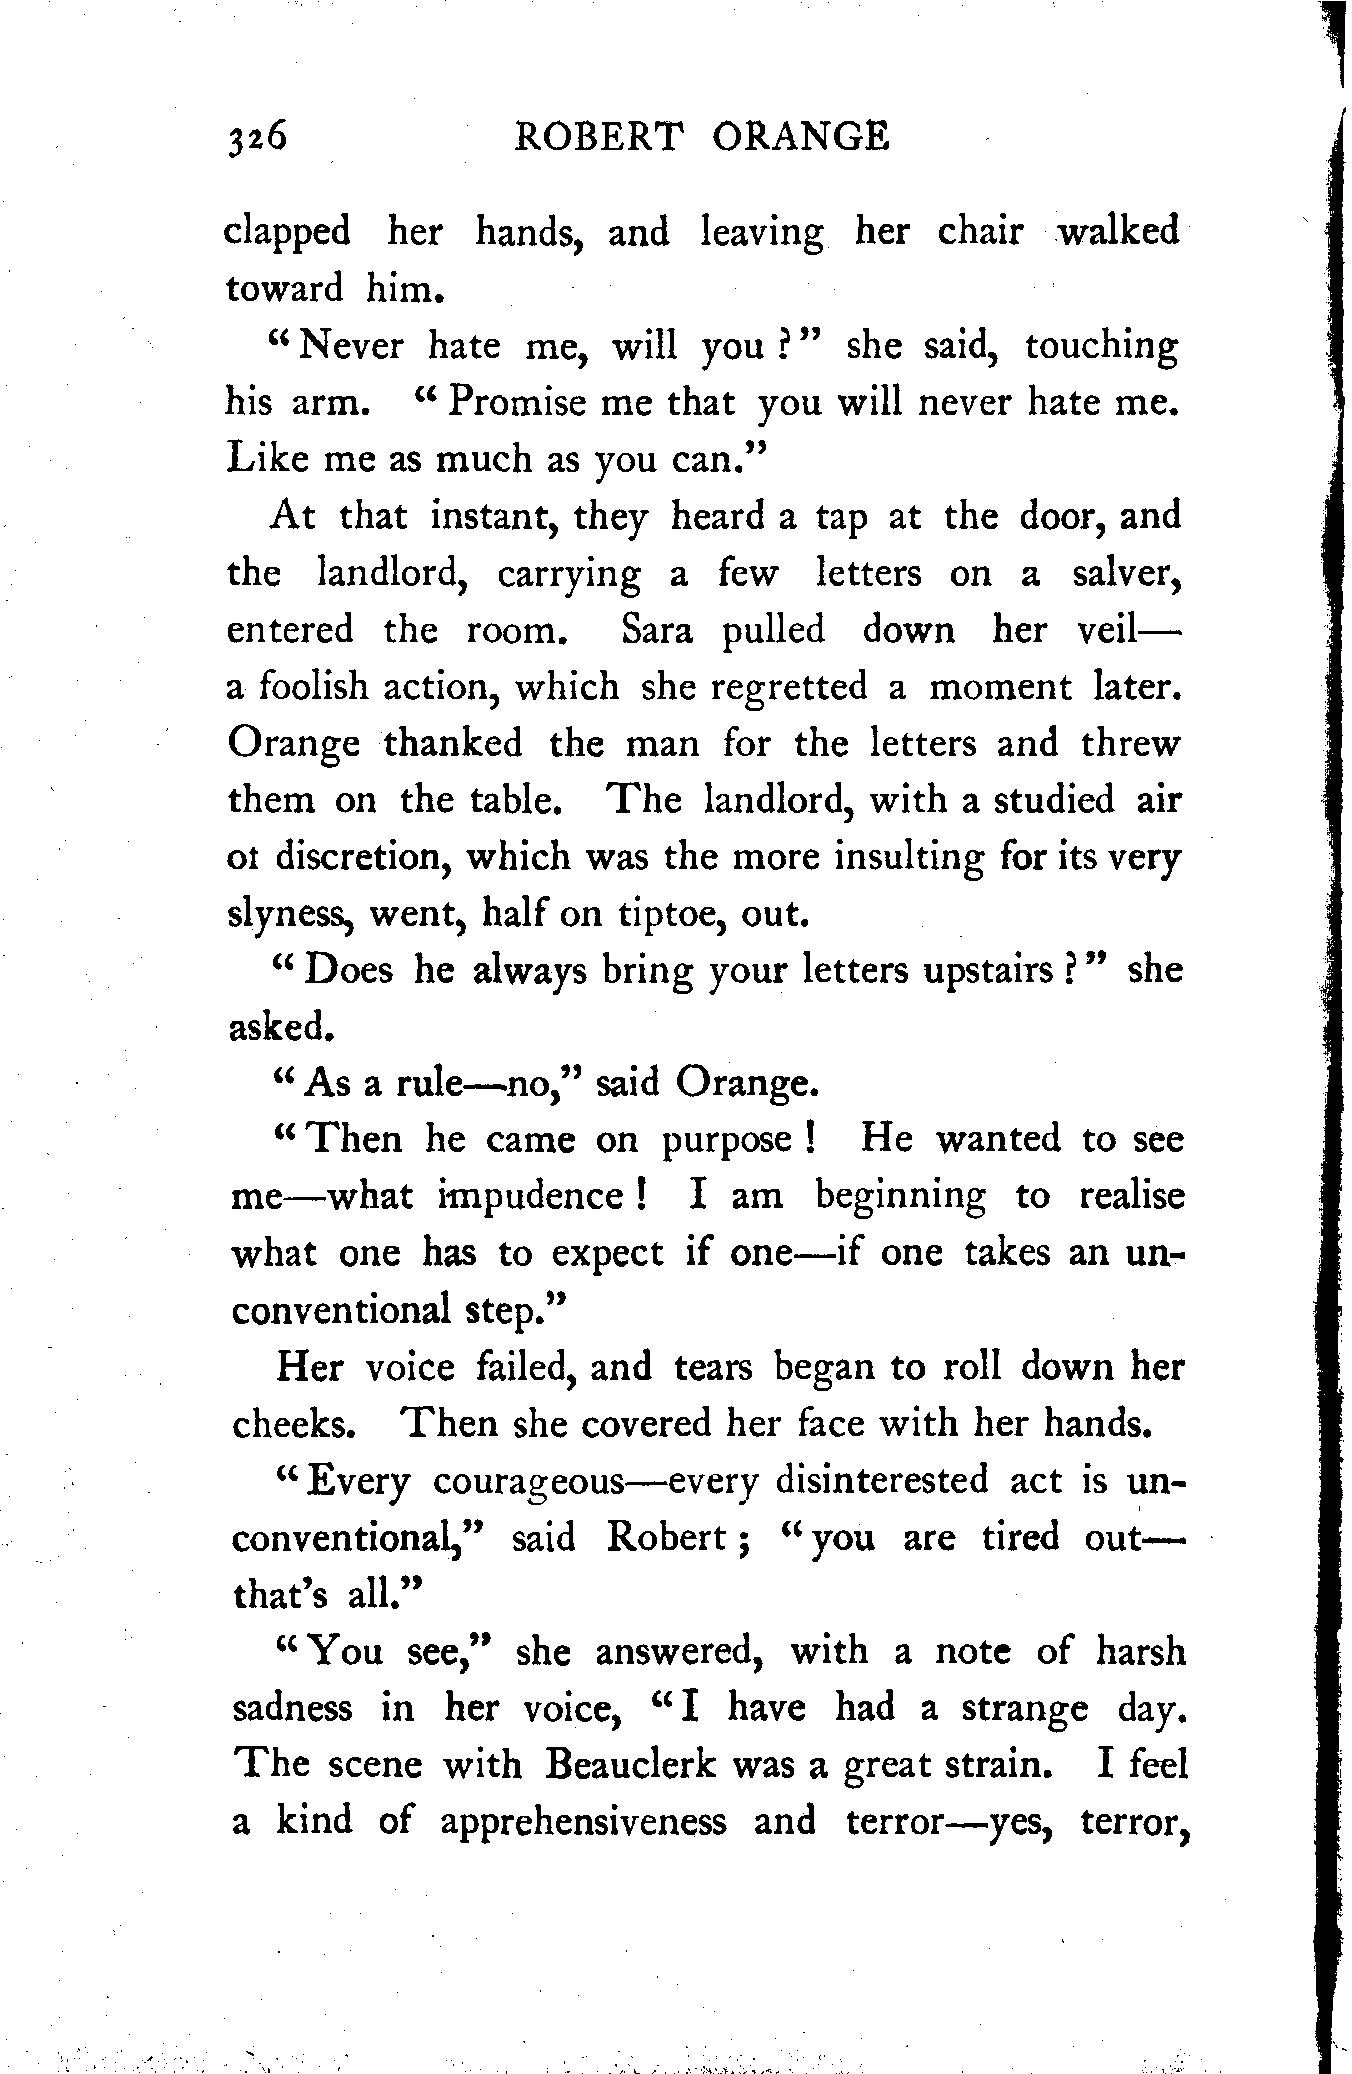 326 ROBERT ORANGE
clapped her hands, and leaving her chair walked
toward him.
“ Never hate me, will you ? ” she said, touching
his arm. “ Promise me that you will never hate me.
Like me as much as you can.”
At that instant, they heard a tap at the door, and
the landlord, carrying a few letters on a salver,
entered the room. Sara pulled down her veil—
a foolish action, which she regretted a moment later.
Orange thanked the man for the letters and threw
them on the table. The landlord, with a studied air
of discretion, which was the more insulting for its very
slyness, went, half on tiptoe, out.
“ Does he always bring your letters upstairs ? ” she
asked.
“ As a rule—no,” said Orange.
“ Then he came on purpose ! He wanted to see
me—what impudence ! I am beginning to realise
what one has to expect if one—if one takes an un-
conventional step.”
Her voice failed, and tears began to roll down her
cheeks. Then she covered her face with her hands.
“ Every courageous—every disinterested act is un-
conventional,” said Robert ; “ you are tired out—
that’s all.”
“ You see,” she answered, with a note of harsh
sadness in her voice, “ I have had a strange day.
The scene with Beauclerk was a great strain. I feel
a kind of apprehensiveness and terror—yes, terror,